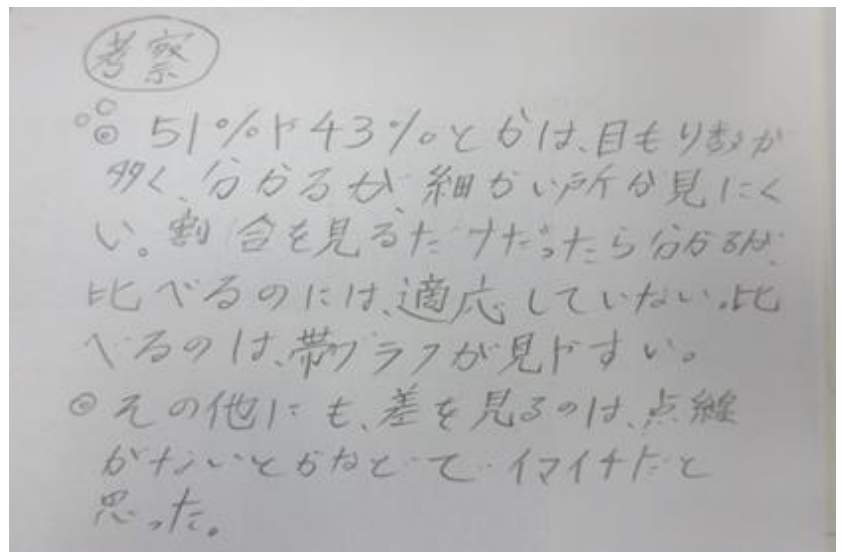 考察
51%や43%とかは、目もり数が
多く、分かるが、細かい所が見にく
い。割合を見るだけだったら分かるが、
比べるのには、適応していない。比
べるのは、帯グラフが見やすい。
◎その他にも、差を見るのは、点線
がないとかなどで、イマイチだと
思った。